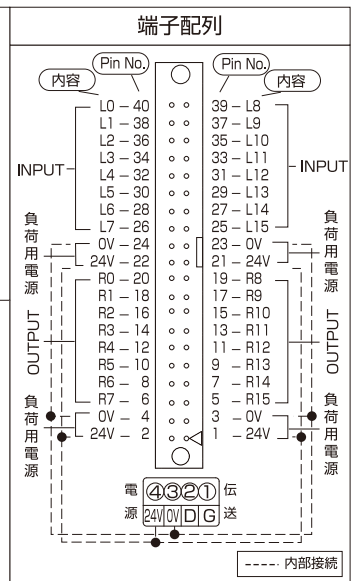 端子配列
内容 Pin No. Pin No. 内容
L0 - 40 39 - L8
L1 - 38 37 - L9
L2 - 36 35 - L10
L3 - 34 33 - L11
INPUT INPUT
L4 - 32 31 - L12
L5 - 30 29 - L13
L6 - 28 27 - L14
L7 - 26 25 - L15
負荷用電源 0V - 24 23 - 0V 負荷用電源
24V - 22 21 - 24V
R0 - 20 19 - R8
R1 - 18 17 - R9
R2 - 16 15 - R10
OUTPUT R3 - 14 13 - R11 OUTPUT
R4 - 12 11 - R12
R5 - 10 9 - R13
R6 - 8 7 - R14
R7 - 6 5 - R15
負荷用電源 0V - 4 3 - 0V 負荷用電源
24V - 2 1 - 24V
電源 ④③②① 伝送
24V 0V D G
内部接続